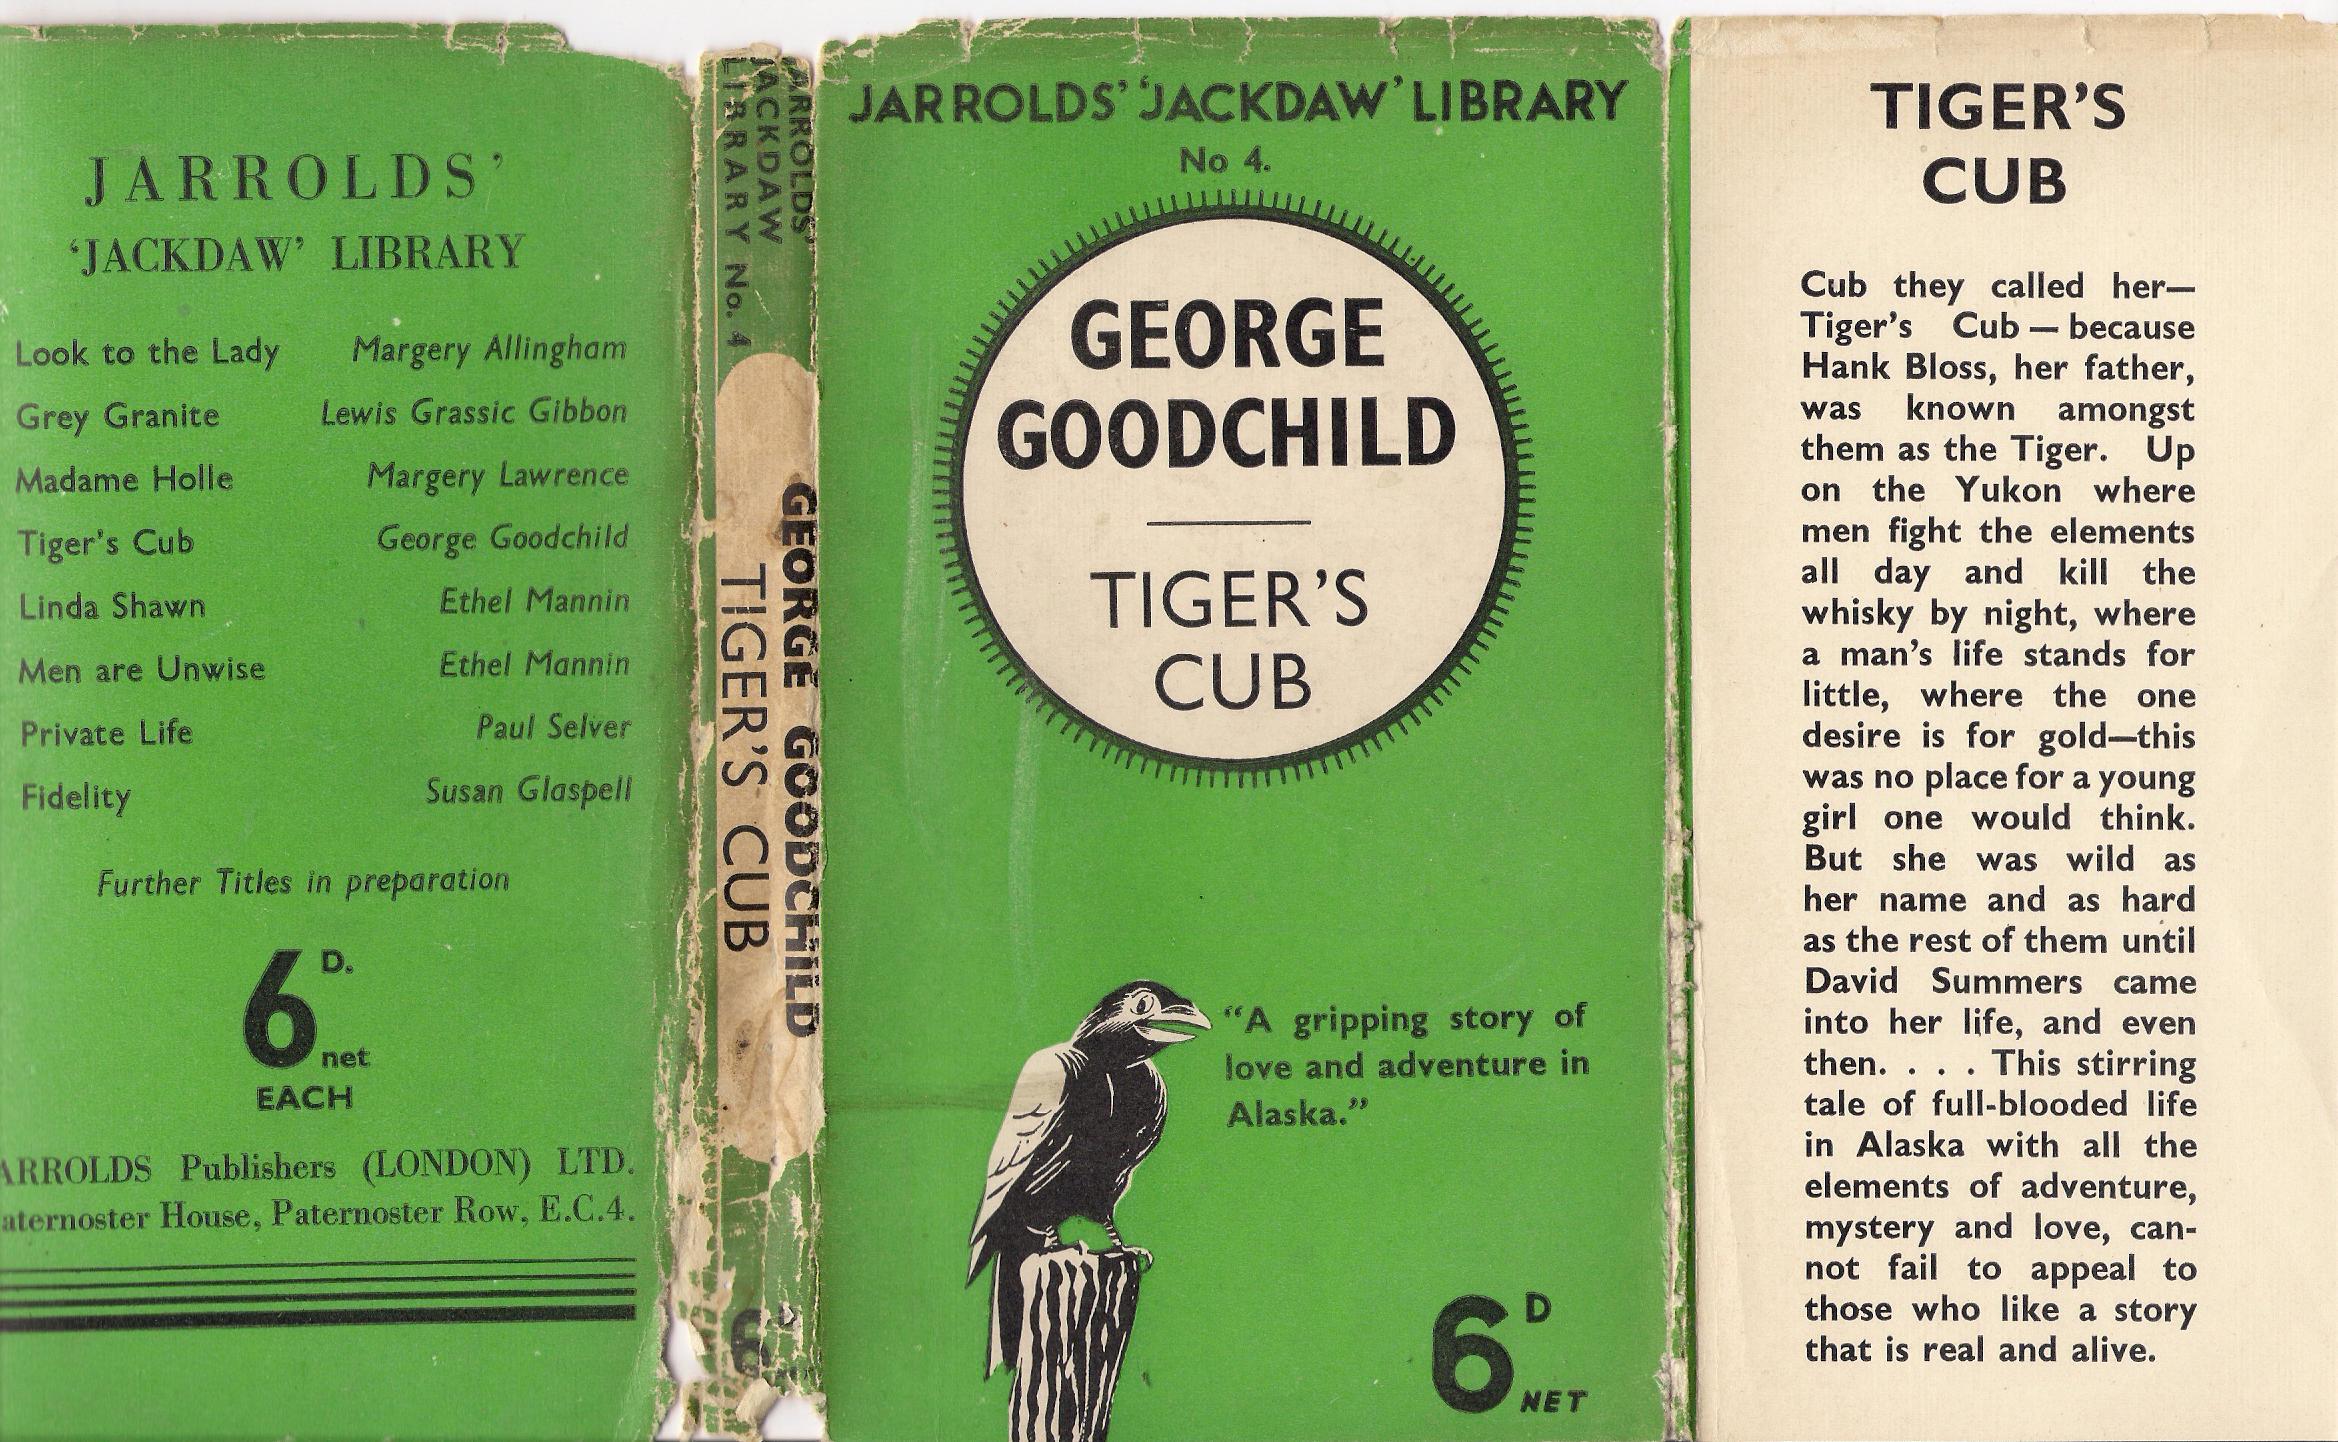 JARROLDS'
'JACKDAW' LIBRARY
Look to the Lady Margery Allingham
Grey Granite Lewis Grassic Gibbon
Madame Holle Margery Lawrence
Tiger's Cub George Goodchild
Linda Shawn Ethel Mannin
Men are Unwise Ethel Mannin
Private Life Paul Selver
Fidelity Susan Glaspell
Further Titles in preparation
6D. net
EACH
ARROLDS Publishers (LONDON) LTD.
aternoster House, Paternoster Row, E.C.4.
JARROLDS'
JACKDAW
LIBRARY No. 4
GEORGE GOODCHILD
TIGER'S CUB
6D
JARROLDS' 'JACKDAW' LIBRARY
No 4.
GEORGE
GOODCHILD
TIGER'S
CUB
"A gripping story of
love and adventure in
Alaska."
6D NET
TIGER'S
CUB
Cub they called her—
Tiger's Cub — because
Hank Bloss, her father,
was known amongst
them as the Tiger. Up
on the Yukon where
men fight the elements
all day and kill the
whisky by night, where
a man's life stands for
little, where the one
desire is for gold—this
was no place for a young
girl one would think.
But she was wild as
her name and as hard
as the rest of them until
David Summers came
into her life, and even
then. . . . This stirring
tale of full-blooded life
in Alaska with all the
elements of adventure,
mystery and love, can-
not fail to appeal to
those who like a story
that is real and alive.